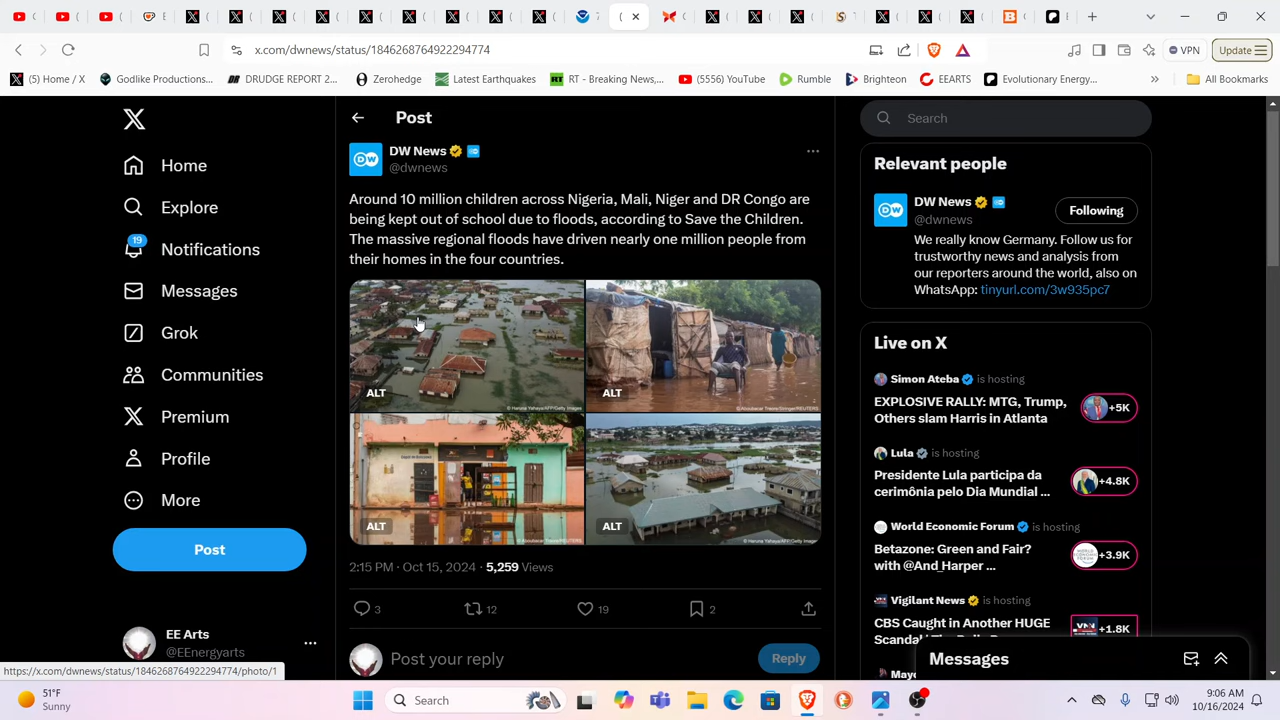 x.com/dwnews/status/1846268764922294774
VPN
Update
(5) Home / X
Godlike Productions...
DRUDGE REPORT 2...
Zerohedge
Latest Earthquakes
RT - Breaking News,...
(5556) YouTube
Rumble
Brighteon
EEARTS
Evolutionary Energy...
All Bookmarks
Home
Explore
19
Notifications
Messages
Grok
Communities
Premium
Profile
More
Post
EE Arts
@EEnergyarts
https://x.com/dwnews/status/1846268764922294774/photo/1
Post
DW News
@dwnews
Around 10 million children across Nigeria, Mali, Niger and DR Congo are
being kept out of school due to floods, according to Save the Children.
The massive regional floods have driven nearly one million people from
their homes in the four countries.
ALT
ALT
ALT
ALT
2:15 PM · Oct 15, 2024 · 5,259 Views
3
12
19
2
Post your reply
Reply
Search
Relevant people
DW News
@dwnews
Following
We really know Germany. Follow us for
trustworthy news and analysis from
our reporters around the world, also on
WhatsApp: tinyurl.com/3w935pc7
Live on X
Simon Ateba is hosting
EXPLOSIVE RALLY: MTG, Trump,
Others slam Harris in Atlanta
+5K
Lula is hosting
Presidente Lula participa da
cerimônia pelo Dia Mundial ...
+4.8K
World Economic Forum is hosting
Betazone: Green and Fair?
with @And_Harper ...
+3.9K
Vigilant News is hosting
CBS Caught in Another HUGE
+1.8K
Messages
51°F
Sunny
Search
9:06 AM
10/16/2024